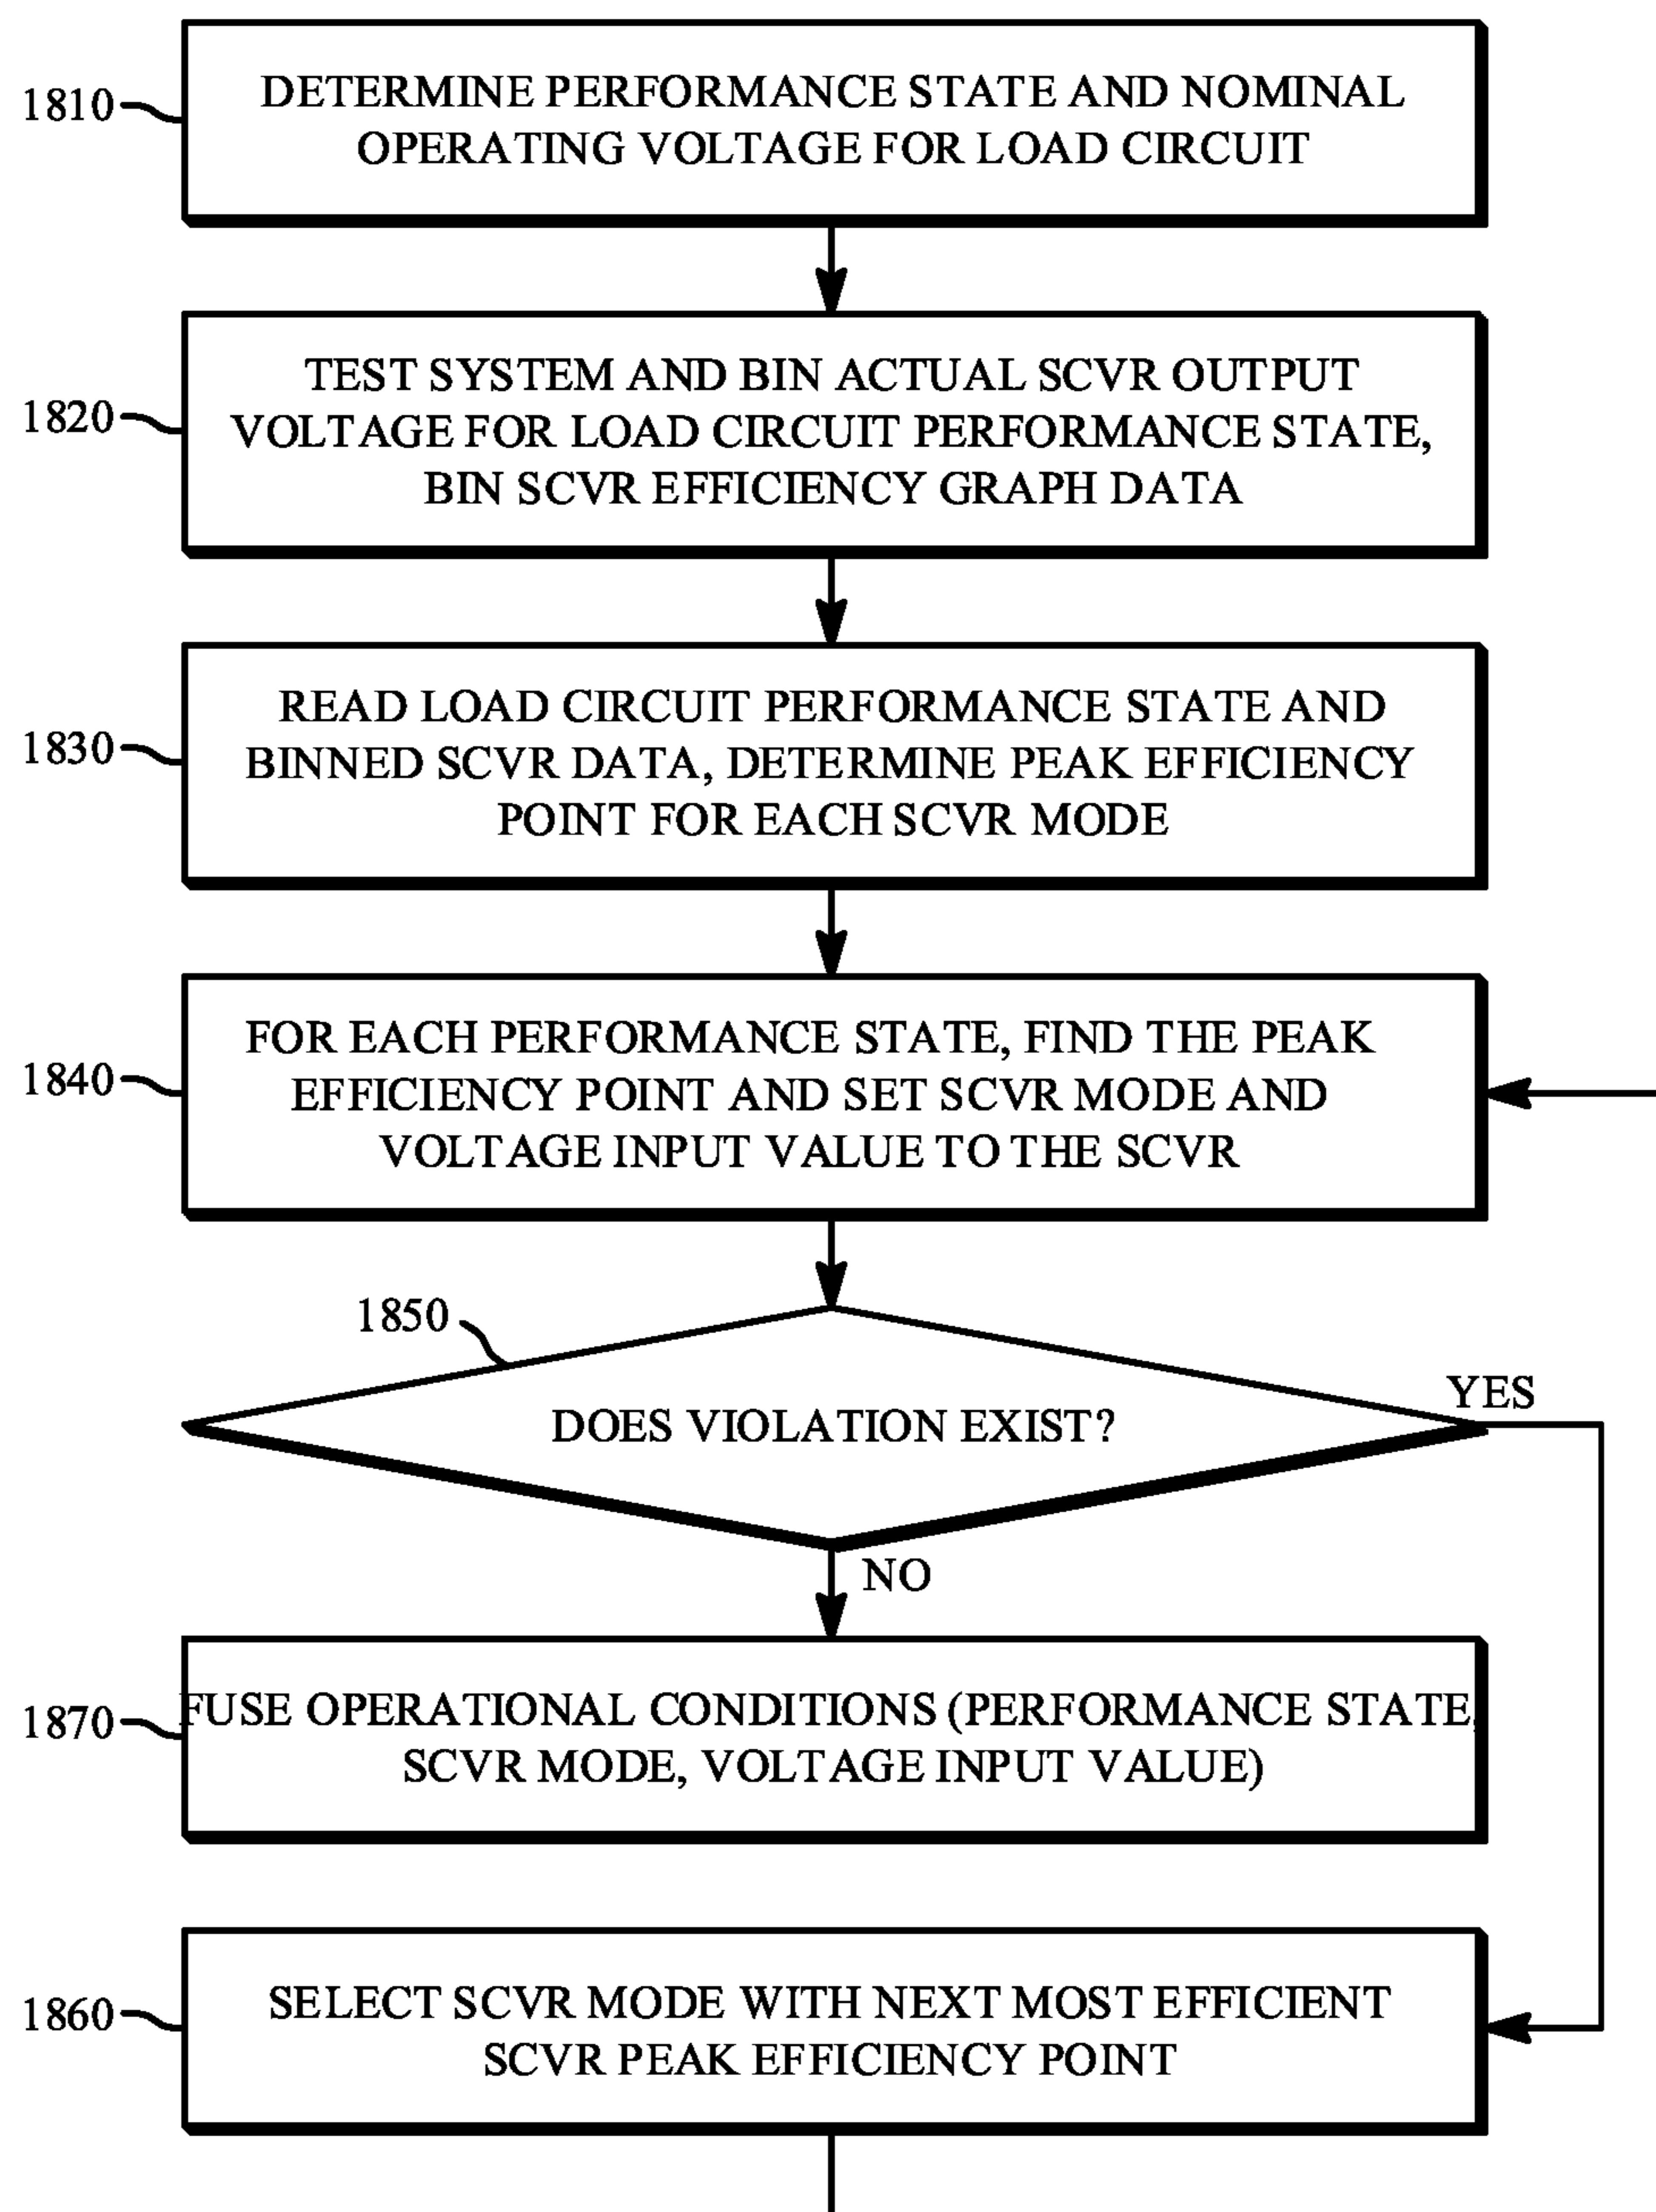 1810
DETERMINE PERFORMANCE STATE AND NOMINAL
OPERATING VOLTAGE FOR LOAD CIRCUIT
1820
TEST SYSTEM AND BIN ACTUAL SCVR OUTPUT
VOLTAGE FOR LOAD CIRCUIT PERFORMANCE STATE,
BIN SCVR EFFICIENCY GRAPH DATA
1830
READ LOAD CIRCUIT PERFORMANCE STATE AND
BINNED SCVR DATA, DETERMINE PEAK EFFICIENCY
POINT FOR EACH SCVR MODE
1840
FOR EACH PERFORMANCE STATE, FIND THE PEAK
EFFICIENCY POINT AND SET SCVR MODE AND
VOLTAGE INPUT VALUE TO THE SCVR
1850
DOES VIOLATION EXIST?
YES
NO
1870
FUSE OPERATIONAL CONDITIONS (PERFORMANCE STATE,
SCVR MODE, VOLTAGE INPUT VALUE)
1860
SELECT SCVR MODE WITH NEXT MOST EFFICIENT
SCVR PEAK EFFICIENCY POINT